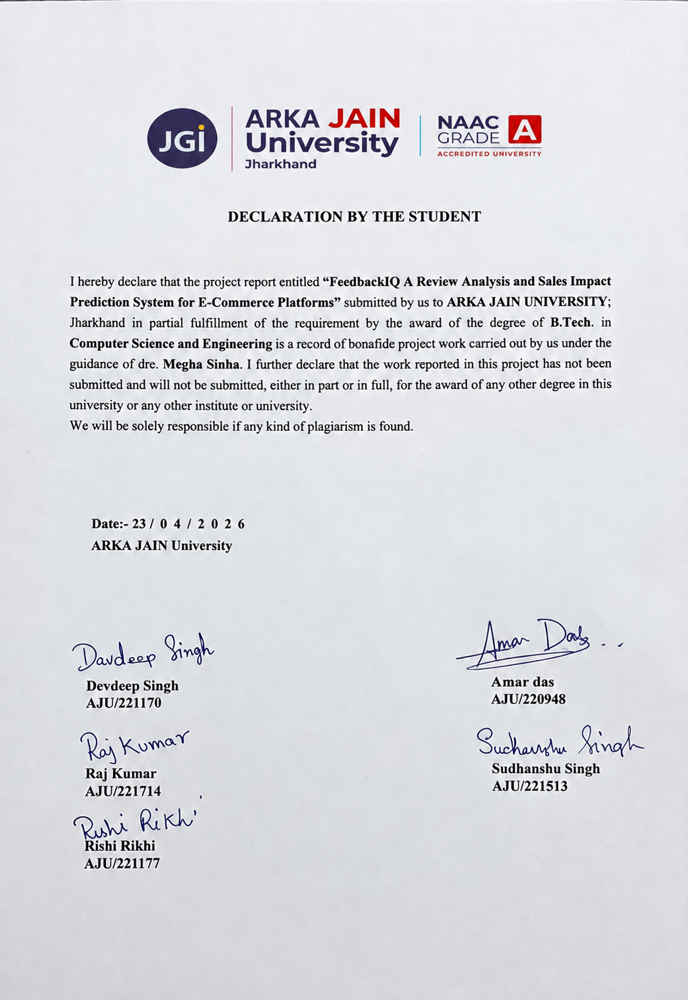 JGi
ARKA JAIN
University
Jharkhand
NAAC
GRADE A
ACCREDITED UNIVERSITY
DECLARATION BY THE STUDENT
I hereby declare that the project report entitled “FeedbackIQ A Review Analysis and Sales Impact
Prediction System for E-Commerce Platforms” submitted by us to ARKA JAIN UNIVERSITY;
Jharkhand in partial fulfillment of the requirement by the award of the degree of B.Tech. in
Computer Science and Engineering is a record of bonafide project work carried out by us under the
guidance of dre. Megha Sinha. I further declare that the work reported in this project has not been
submitted and will not be submitted, either in part or in full, for the award of any other degree in this
university or any other institute or university.
We will be solely responsible if any kind of plagiarism is found.
Date:- 23 / 0 4 / 2 0 2 6
ARKA JAIN University
Davdeep Singh
Devdeep Singh
AJU/221170
Amar Das
Amar das
AJU/220948
Raj Kumar
Raj Kumar
AJU/221714
Sudhanshu Singh
Sudhanshu Singh
AJU/221513
Rishi Rikhi
Rishi Rikhi
AJU/221177